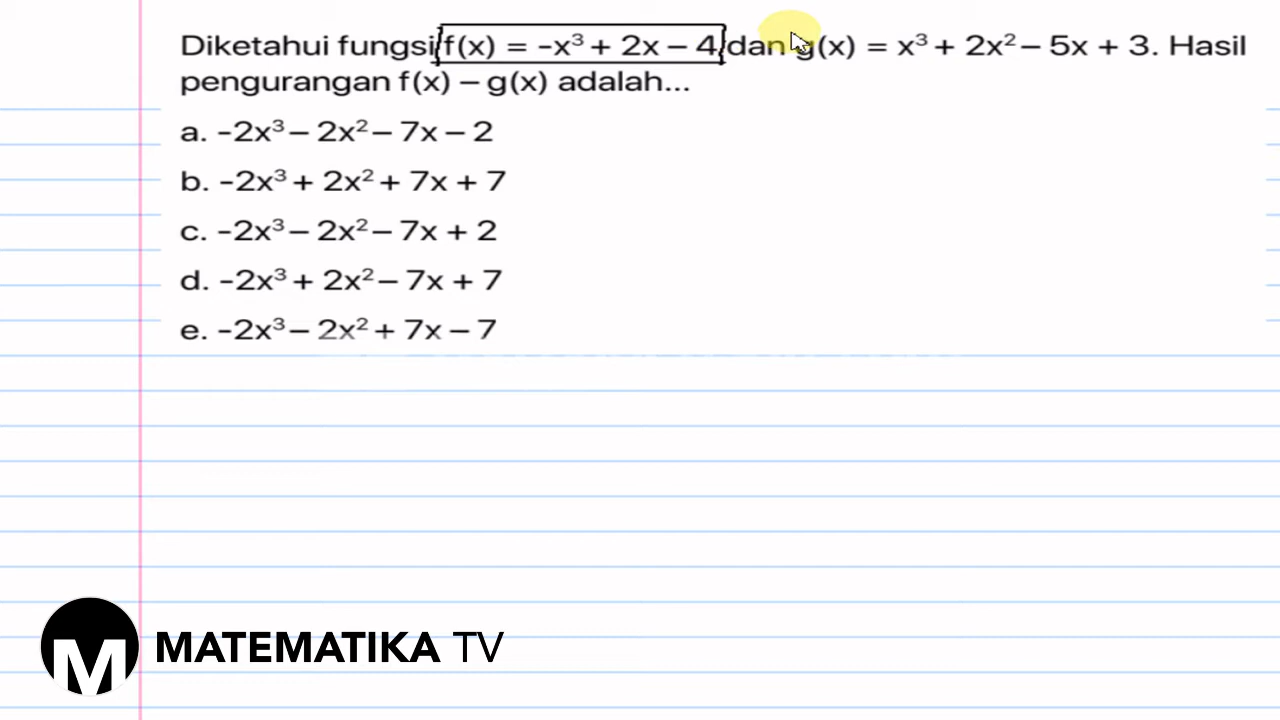 Diketahui fungsi f(x) = -x³ + 2x – 4 dan g(x) = x³ + 2x² – 5x + 3. Hasil
pengurangan f(x) – g(x) adalah...
a. -2x³ – 2x² – 7x – 2
b. -2x³ + 2x² + 7x + 7
c. -2x³ – 2x² – 7x + 2
d. -2x³ + 2x² – 7x + 7
e. -2x³ – 2x² + 7x – 7
M MATEMATIKA TV